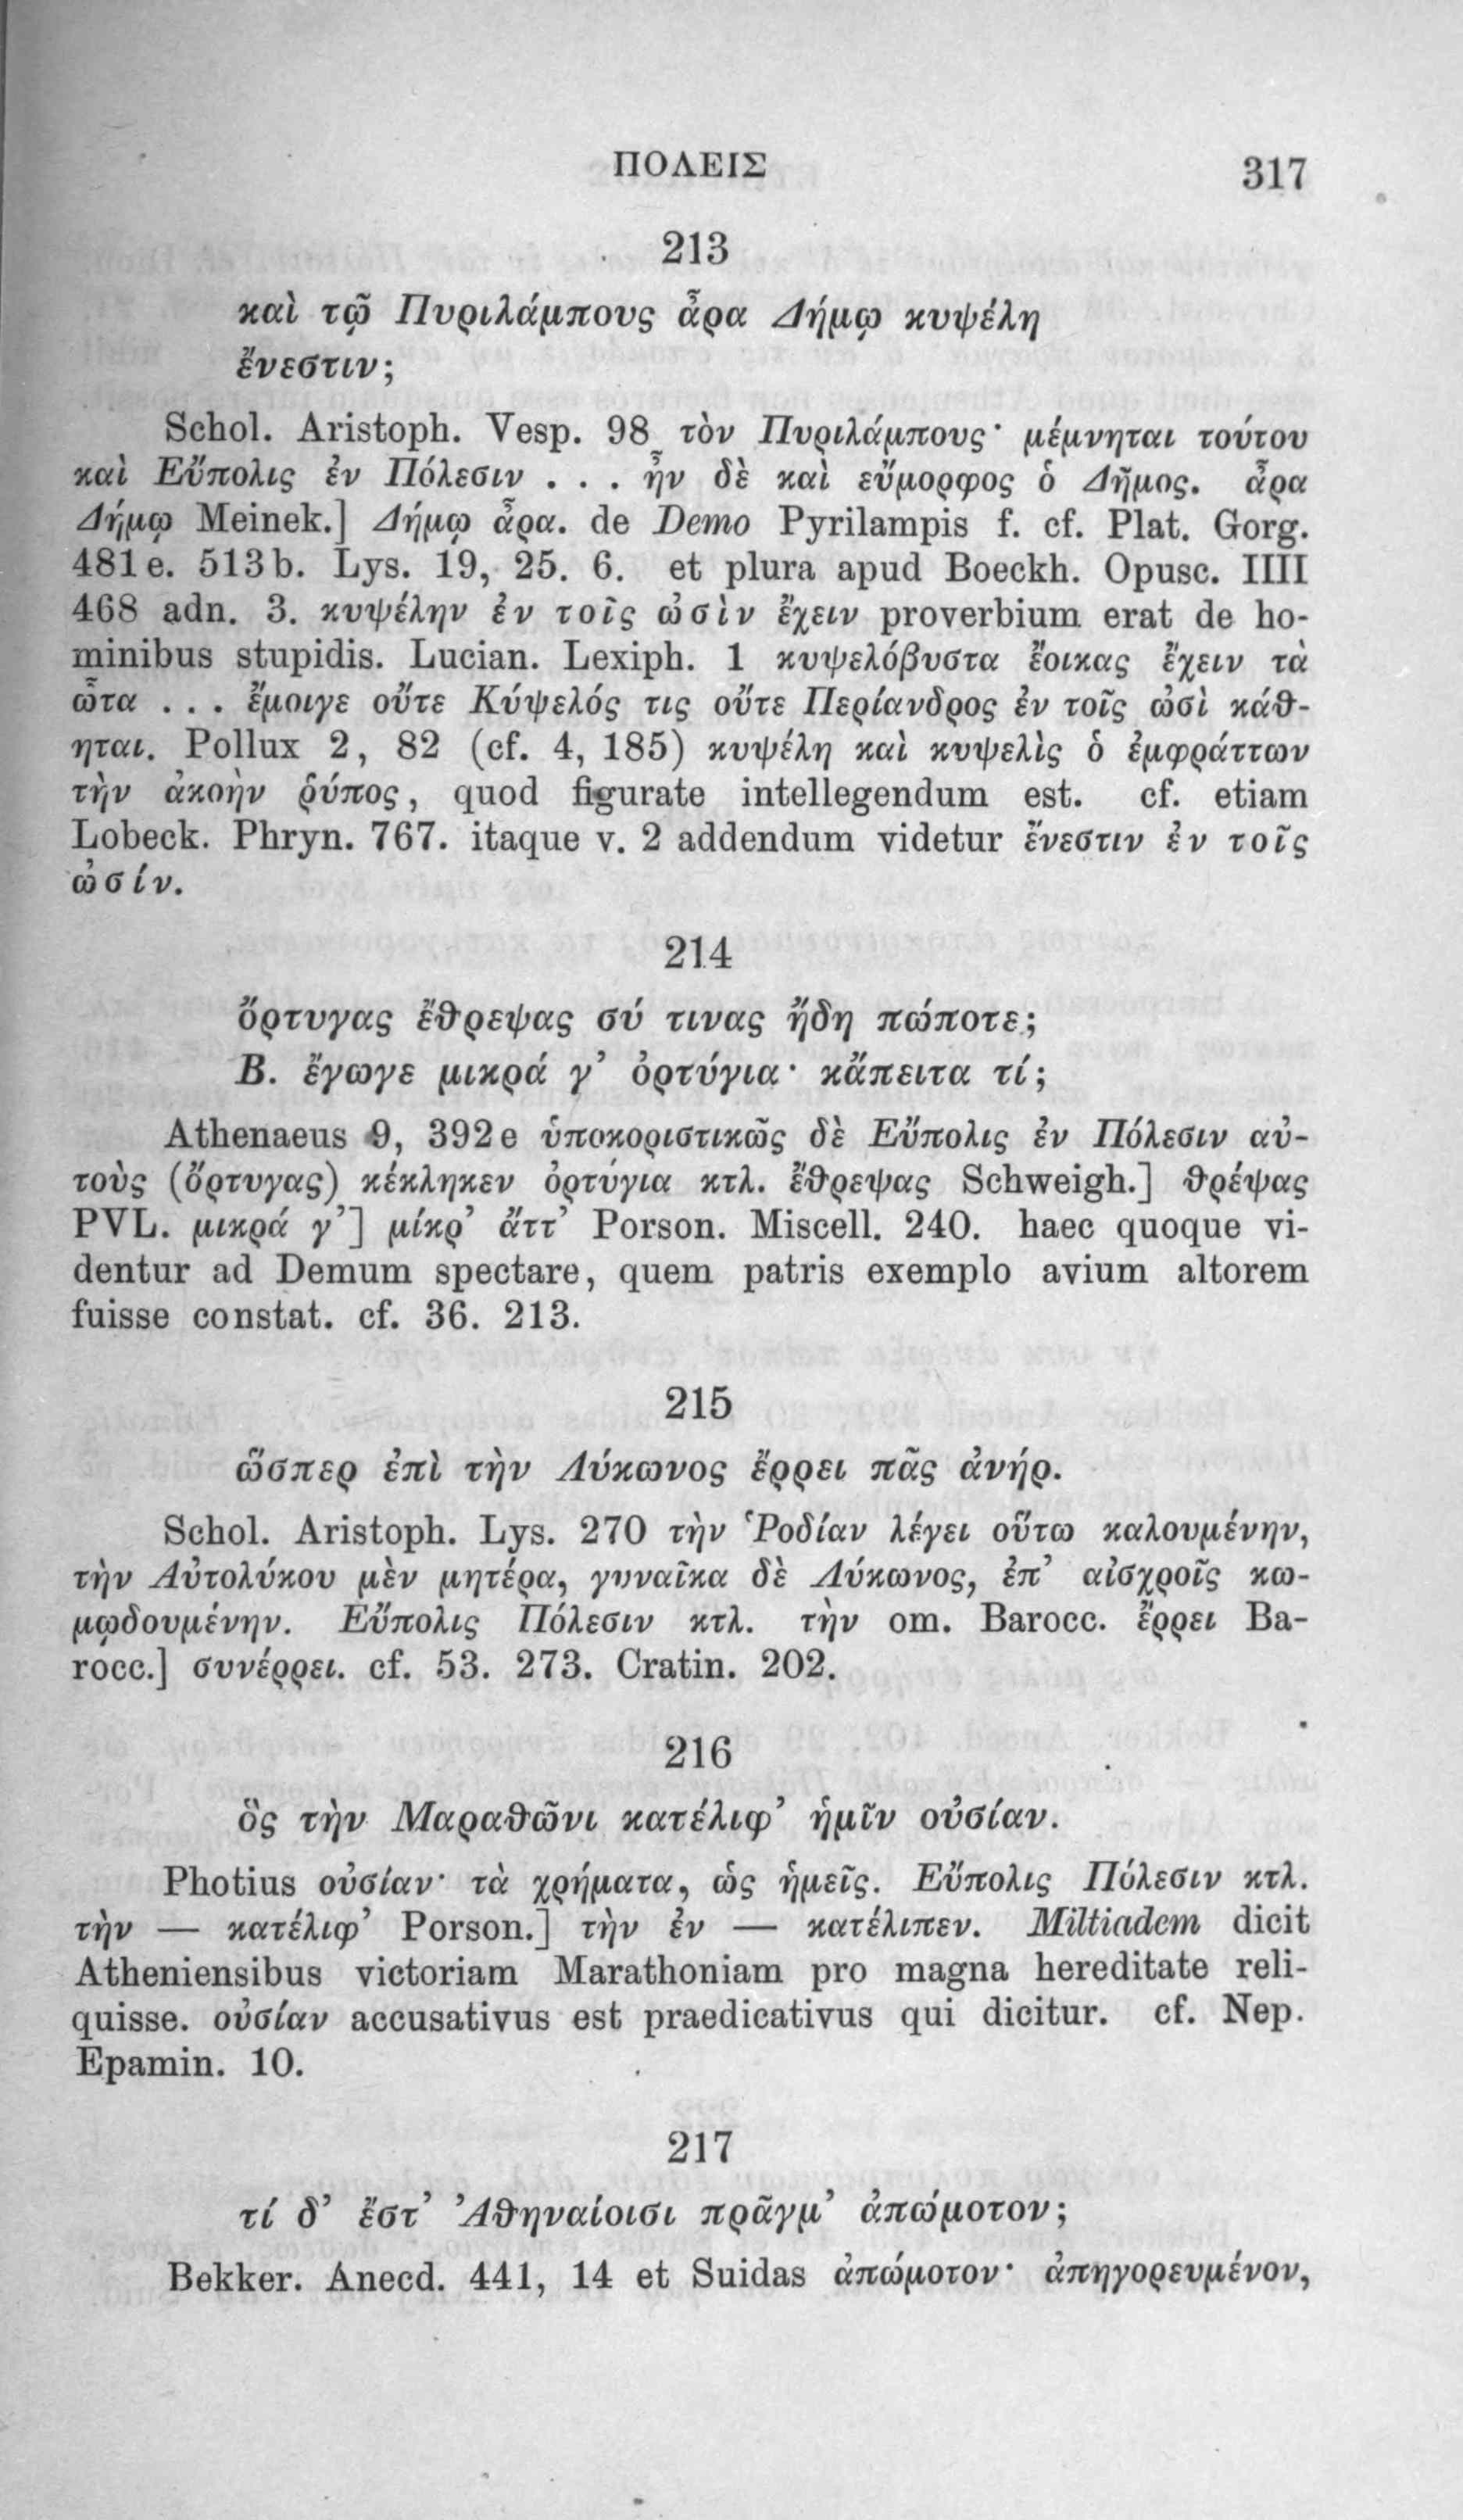 ΠΟΛΕΙΣ 317
213
καὶ τῷ Πυριλάμπους ἆρα Δήμῳ κυψέλη
ἔνεστιν;
Schol. Aristoph. Vesp. 98 τὸν Πυριλάμπους· μέμνηται τούτου
καὶ Εὔπολις ἐν Πόλεσιν . . . ἦν δὲ καὶ εὔμορφος ὁ Δῆμος. ἆρα
Δήμῳ Meinek.] Δήμῳ ἆρα. de Demo Pyrilampis f. cf. Plat. Gorg.
481e. 513b. Lys. 19, 25. 6. et plura apud Boeckh. Opusc. IIII
468 adn. 3. κυψέλην ἐν τοῖς ὠσὶν ἔχειν proverbium erat de ho-
minibus stupidis. Lucian. Lexiph. 1 κυψελόβυστα ἔοικας ἔχειν τὰ
ὦτα . . . ἔμοιγε οὔτε Κύψελός τις οὔτε Περίανδρος ἐν τοῖς ὠσὶ κάθ-
ηται. Pollux 2, 82 (cf. 4, 185) κυψέλη καὶ κυψελὶς ὁ ἐμφράττων
τὴν ἀκοὴν ῥύπος, quod figurate intellegendum est. cf. etiam
Lobeck. Phryn. 767. itaque v. 2 addendum videtur ἔνεστιν ἐν τοῖς
ὠσίν.
214
ὄρτυγας ἔθρεψας σύ τινας ἤδη πώποτε;
Β. ἔγωγε μικρά γ’ ὀρτύγια· κἄπειτα τί;
Athenaeus 9, 392e ὑποκοριστικῶς δὲ Εὔπολις ἐν Πόλεσιν αὐ-
τοὺς (ὄρτυγας) κέκληκεν ὀρτύγια κτλ. ἔθρεψας Schweigh.] θρέψας
PVL. μικρά γ’] μίκρ’ ἄττ’ Porson. Miscell. 240. haec quoque vi-
dentur ad Demum spectare, quem patris exemplo avium altorem
fuisse constat. cf. 36. 213.
215
ὥσπερ ἐπὶ τὴν Λύκωνος ἔρρει πᾶς ἀνήρ.
Schol. Aristoph. Lys. 270 τὴν Ῥοδίαν λέγει οὕτω καλουμένην,
τὴν Αὐτολύκου μὲν μητέρα, γυναῖκα δὲ Λύκωνος, ἐπ’ αἰσχροῖς κω-
μῳδουμένην. Εὔπολις Πόλεσιν κτλ. τὴν om. Barocc. ἔρρει Ba-
rocc.] συνέρρει. cf. 53. 273. Cratin. 202.
216
ὃς τὴν Μαραθῶνι κατέλιφ’ ἡμῖν οὐσίαν.
Photius οὐσίαν· τὰ χρήματα, ὡς ἡμεῖς. Εὔπολις Πόλεσιν κτλ.
τὴν — κατέλιφ’ Porson.] τὴν ἐν — κατέλιπεν. Miltiadem dicit
Atheniensibus victoriam Marathoniam pro magna hereditate reli-
quisse. οὐσίαν accusativus est praedicativus qui dicitur. cf. Nep.
Epamin. 10.
217
τί δ’ ἔστ’ Ἀθηναίοισι πρᾶγμ’ ἀπώμοτον;
Bekker. Anecd. 441, 14 et Suidas ἀπώμοτον· ἀπηγορευμένον,